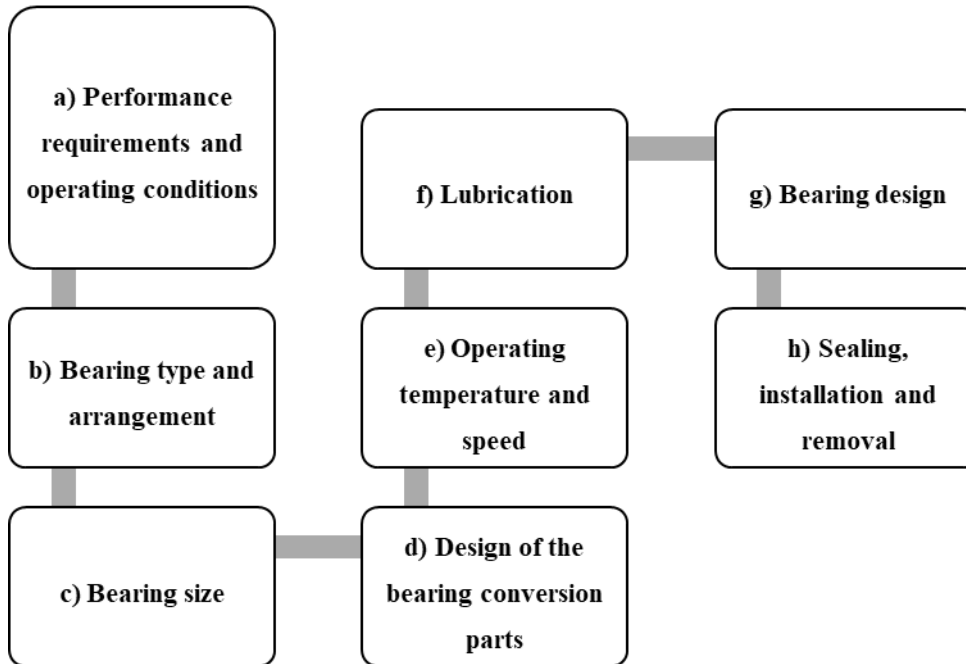 a) Performance
requirements and
operating conditions
b) Bearing type and
arrangement
c) Bearing size
d) Design of the
bearing conversion
parts
e) Operating
temperature and
speed
f) Lubrication
g) Bearing design
h) Sealing,
installation and
removal